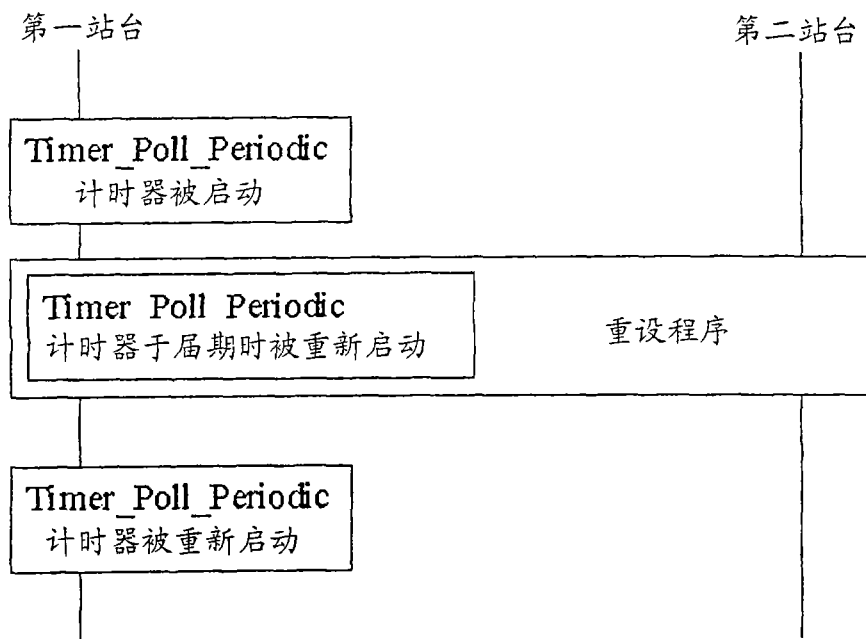 第一站台
第二站台
Timer_Poll_Periodic
计时器被启动
Timer Poll Periodic
计时器于届期时被重新启动
重设程序
Timer_Poll_Periodic
计时器被重新启动